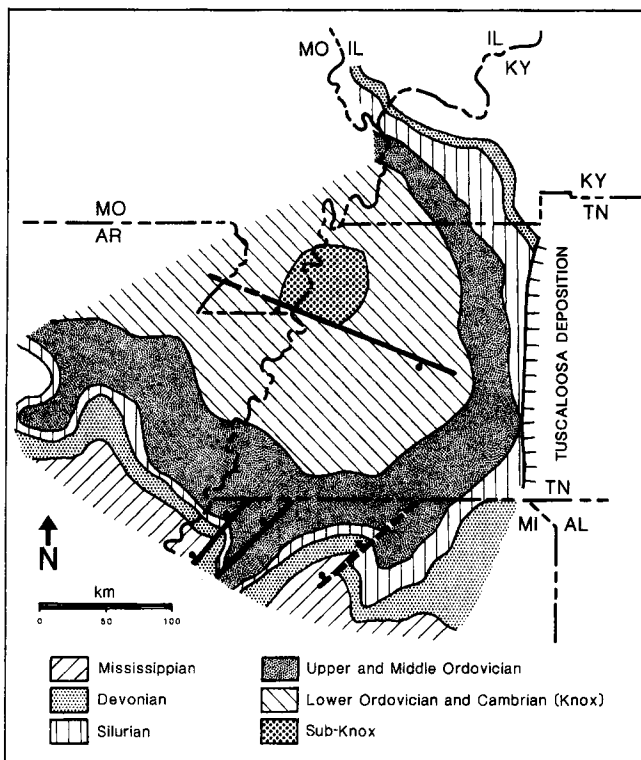 MO IL
IL
KY
KY
TN
MO
AR
TUSCALOOSA DEPOSITION
TN
MI AL
N
km
0 50 100
Mississippian
Devonian
Silurian
Upper and Middle Ordovician
Lower Ordovician and Cambrian (Knox)
Sub-Knox